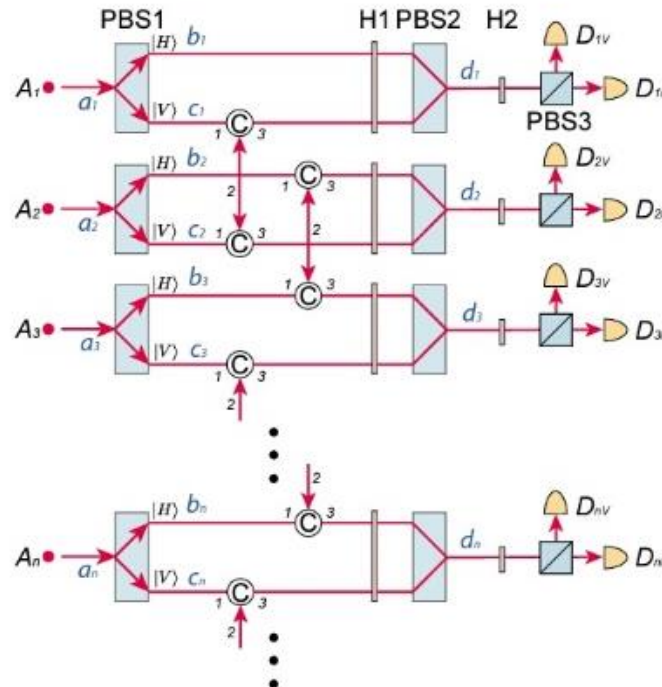 PBS1 H1 PBS2 H2
|H⟩ b₁
A₁ a₁ d₁ D₁V D₁
|V⟩ c₁
1 C 3
PBS3
2
|H⟩ b₂
1 C 3
A₂ a₂ d₂ D₂V D₂
|V⟩ c₂
1 C 3
2
|H⟩ b₃
1 C 3
A₃ a₃ d₃ D₃V D₃
|V⟩ c₃
1 C 3
2
2
|H⟩ bₙ
1 C 3
Aₙ aₙ dₙ DₙV Dₙ
|V⟩ cₙ
1 C 3
2